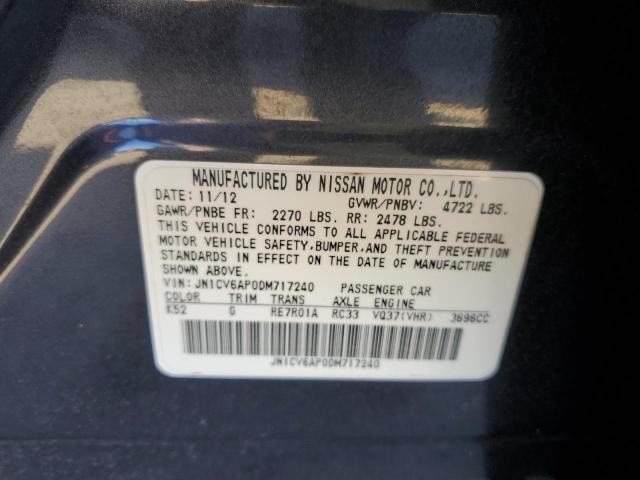 MANUFACTURED BY NISSAN MOTOR CO.,LTD.
DATE: 11/12 GVWR/PNBV: 4722 LBS.
GAWR/PNBE FR: 2270 LBS. RR: 2478 LBS.
THIS VEHICLE CONFORMS TO ALL APPLICABLE FEDERAL
MOTOR VEHICLE SAFETY,BUMPER,AND THEFT PREVENTION
STANDARDS IN EFFECT ON THE DATE OF MANUFACTURE
SHOWN ABOVE.
VIN: JN1CV6AP0DM717240 PASSENGER CAR
COLOR TRIM TRANS AXLE ENGINE
K52 G RE7R01A RC33 VQ37(VHR) 3696CC
JN1CV6AP0DM717240